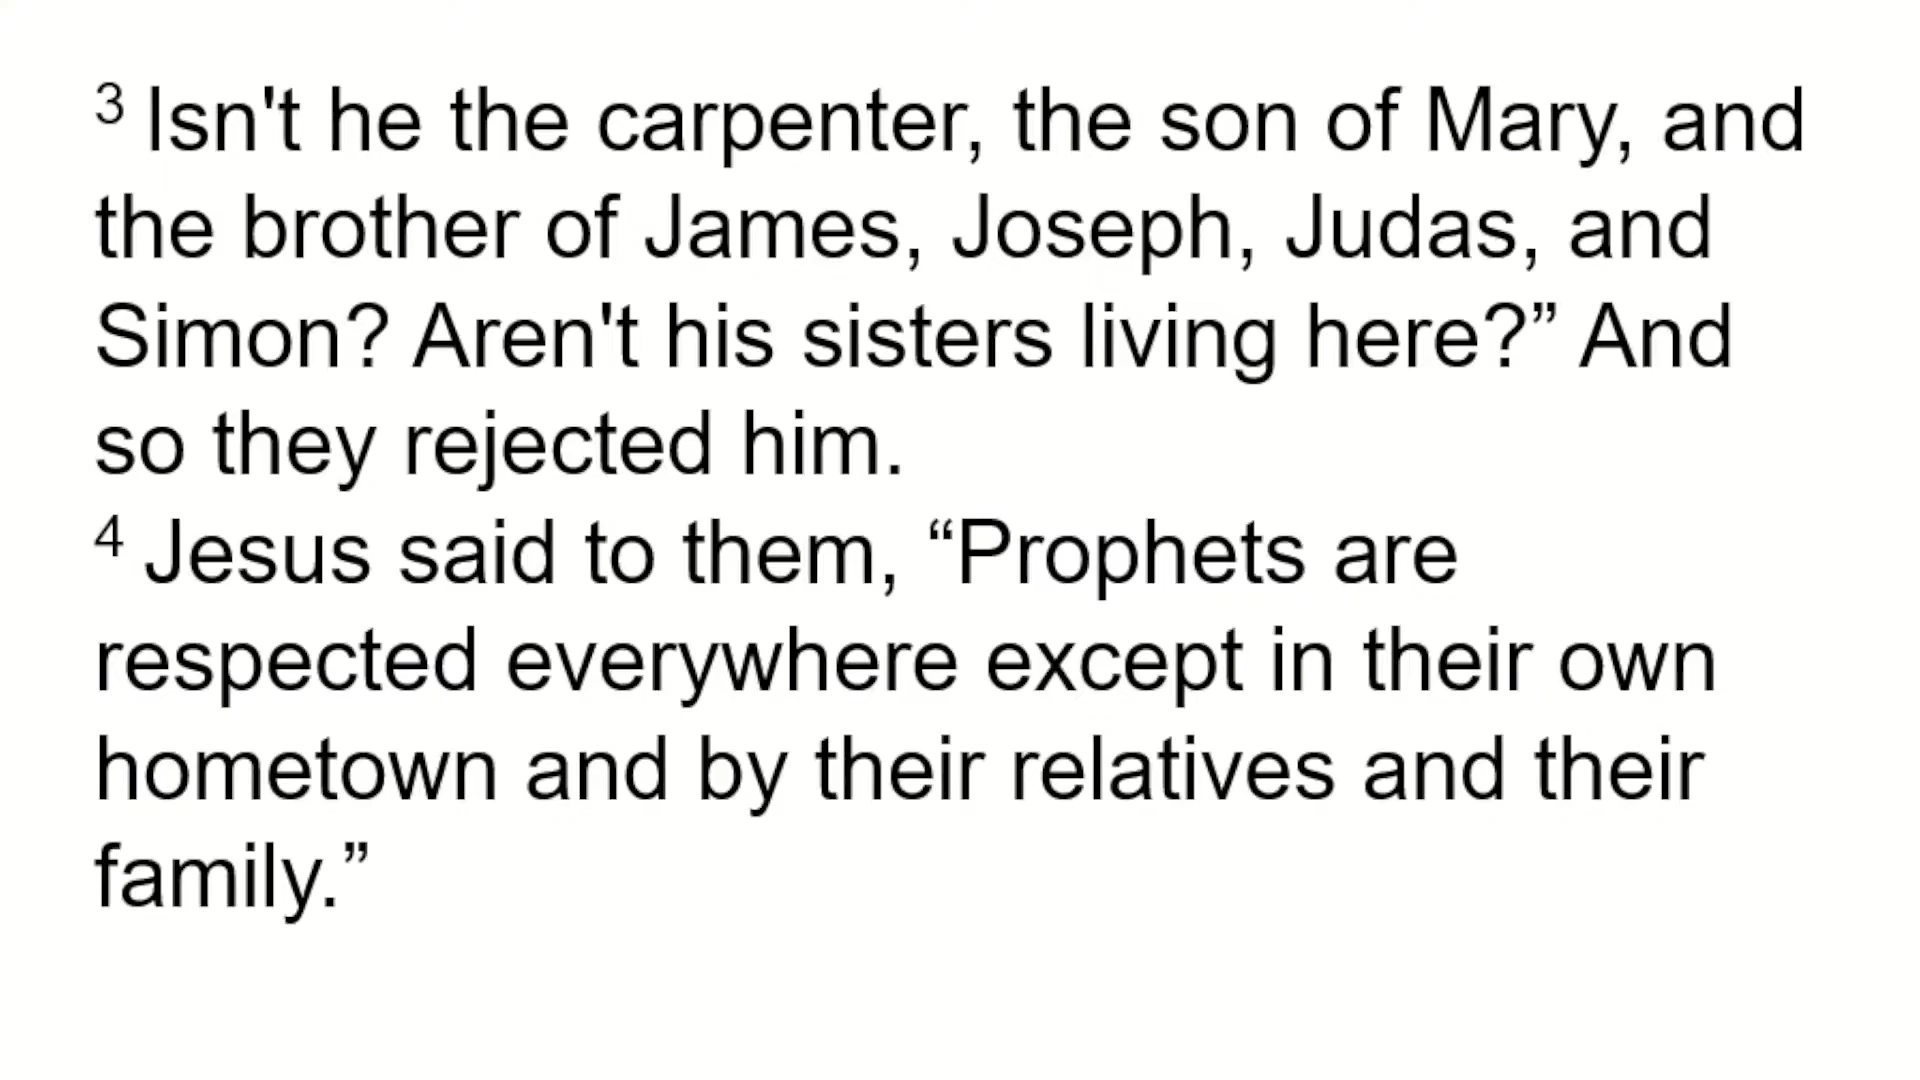 3 Isn't he the carpenter, the son of Mary, and
the brother of James, Joseph, Judas, and
Simon? Aren't his sisters living here?” And
so they rejected him.
4 Jesus said to them, “Prophets are
respected everywhere except in their own
hometown and by their relatives and their
family.”